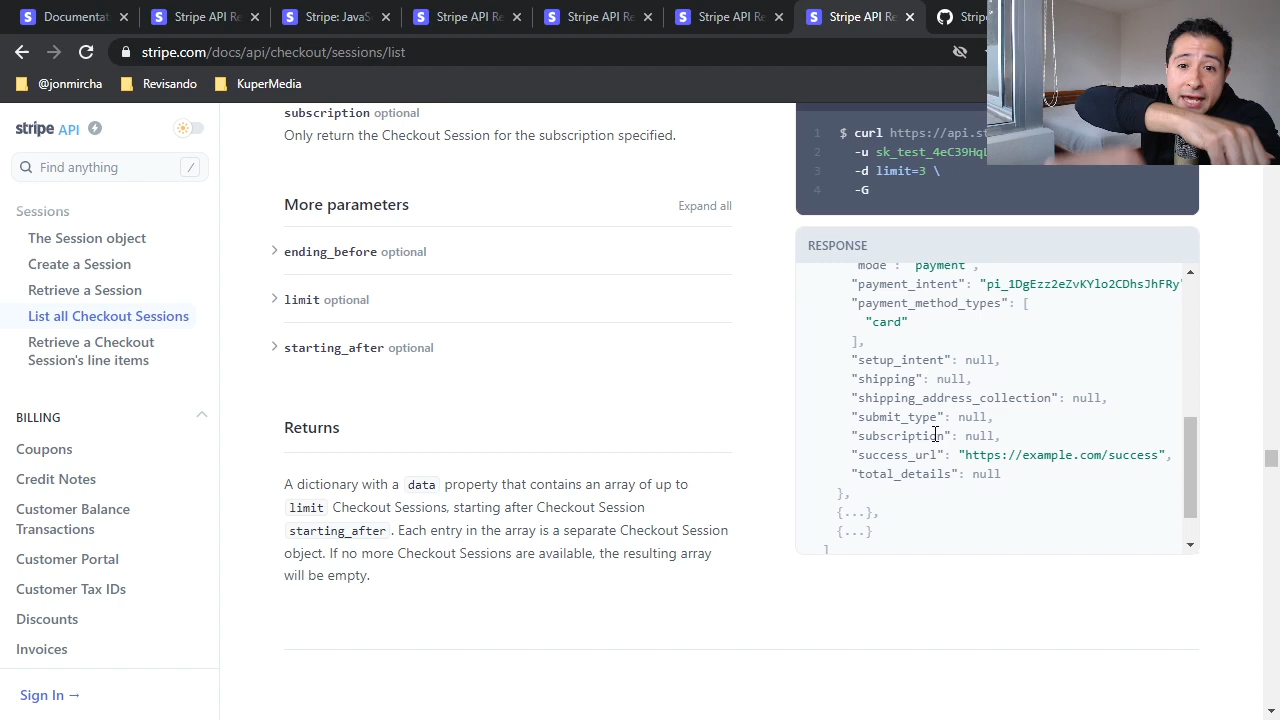 Documentat
Stripe API Re
Stripe: JavaS
Stripe API Re
Stripe API Re
Stripe API Re
Stripe API Re
Stripe
stripe.com/docs/api/checkout/sessions/list
@jonmircha
Revisando
KuperMedia
stripe API
Find anything /
Sessions
The Session object
Create a Session
Retrieve a Session
List all Checkout Sessions
Retrieve a Checkout
Session's line items
BILLING
Coupons
Credit Notes
Customer Balance
Transactions
Customer Portal
Customer Tax IDs
Discounts
Invoices
Sign In →
subscription optional
Only return the Checkout Session for the subscription specified.
More parameters
Expand all
ending_before optional
limit optional
starting_after optional
Returns
A dictionary with a data property that contains an array of up to
limit Checkout Sessions, starting after Checkout Session
starting_after. Each entry in the array is a separate Checkout Session
object. If no more Checkout Sessions are available, the resulting array
will be empty.
1 $ curl https://api.st
2 -u sk_test_4eC39HqL
3 -d limit=3 \
4 -G
RESPONSE
"mode": "payment",
"payment_intent": "pi_1DgEzz2eZvKYlo2CDhsJhFRy"
"payment_method_types": [
"card"
],
"setup_intent": null,
"shipping": null,
"shipping_address_collection": null,
"submit_type": null,
"subscription": null,
"success_url": "https://example.com/success",
"total_details": null
},
{...},
{...}
]